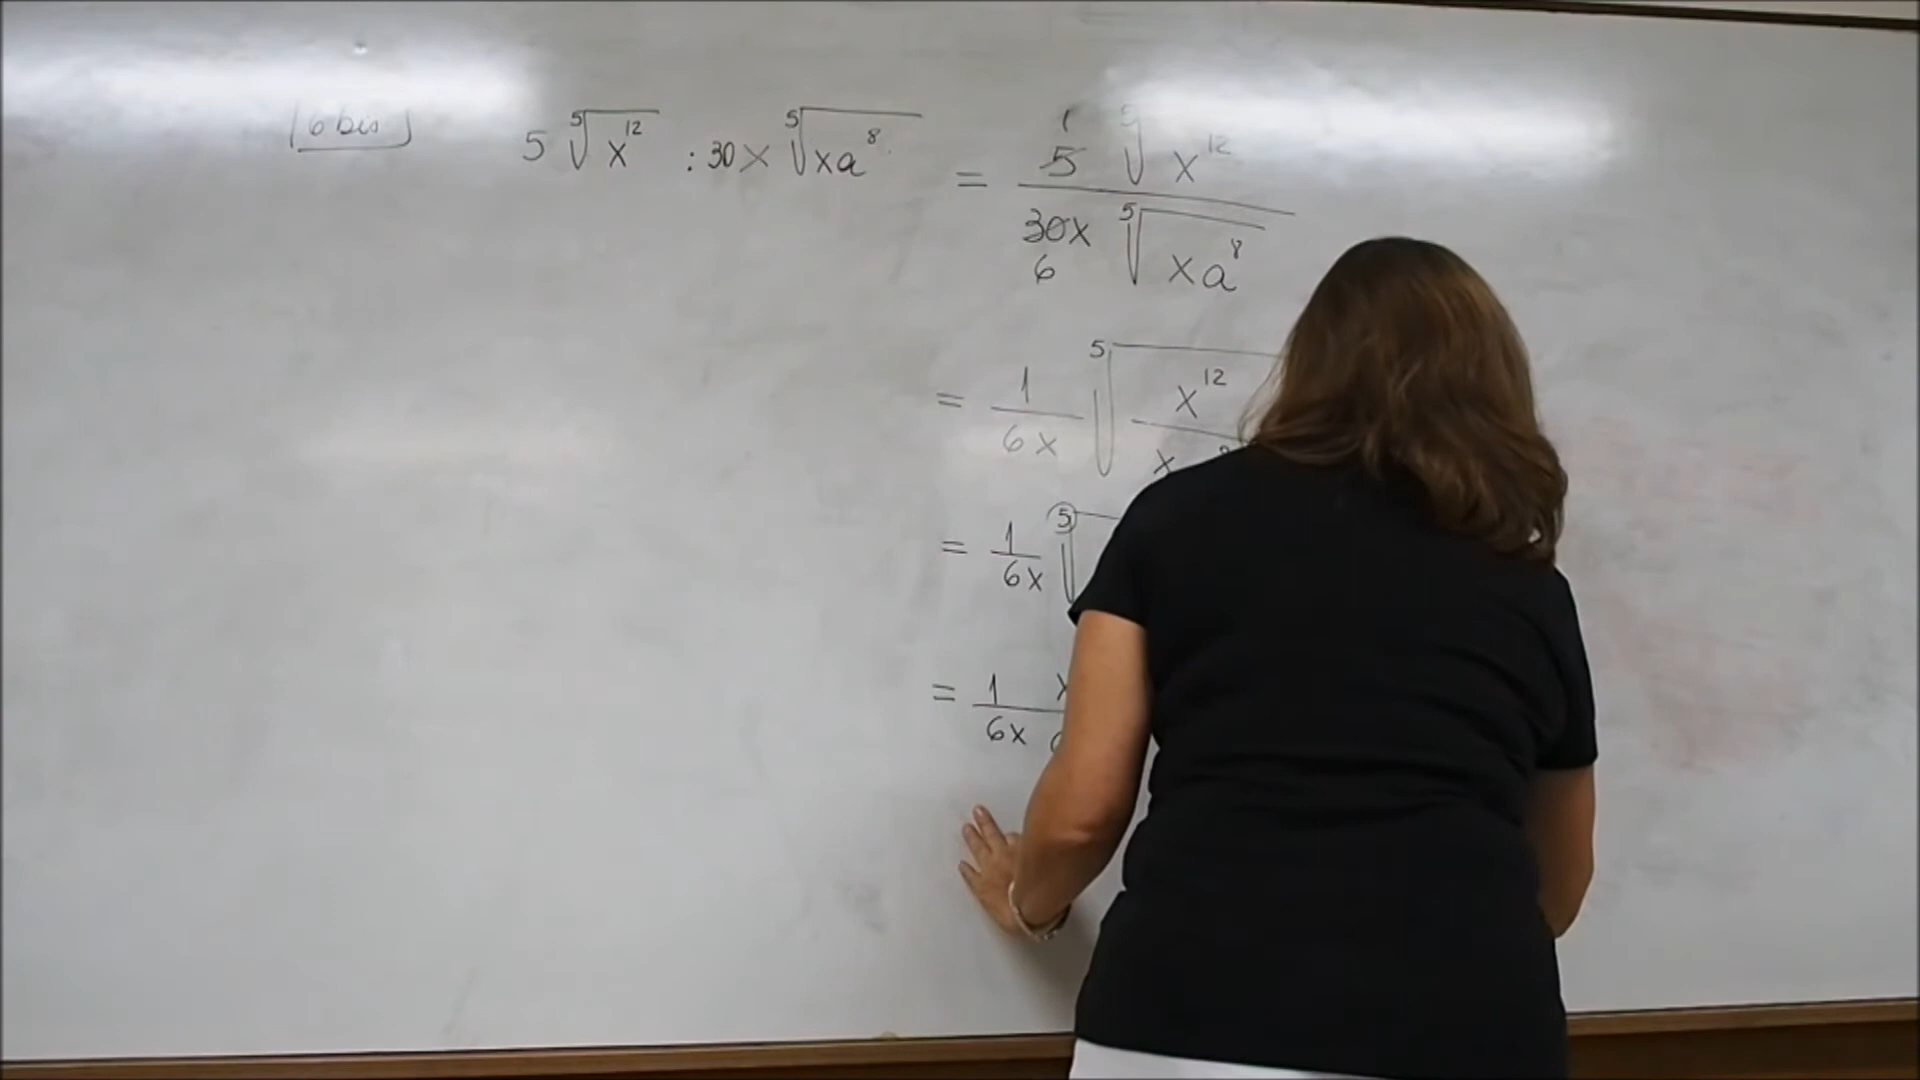 6 bis 5 ⁵√x¹² : 30x ⁵√xa⁸ = 1 5 ⁵√x¹² / 30x 6 ⁵√xa⁸
= 1/6x ⁵√x¹²/x ⁸
= 1/6x ⁵√
= 1/6x